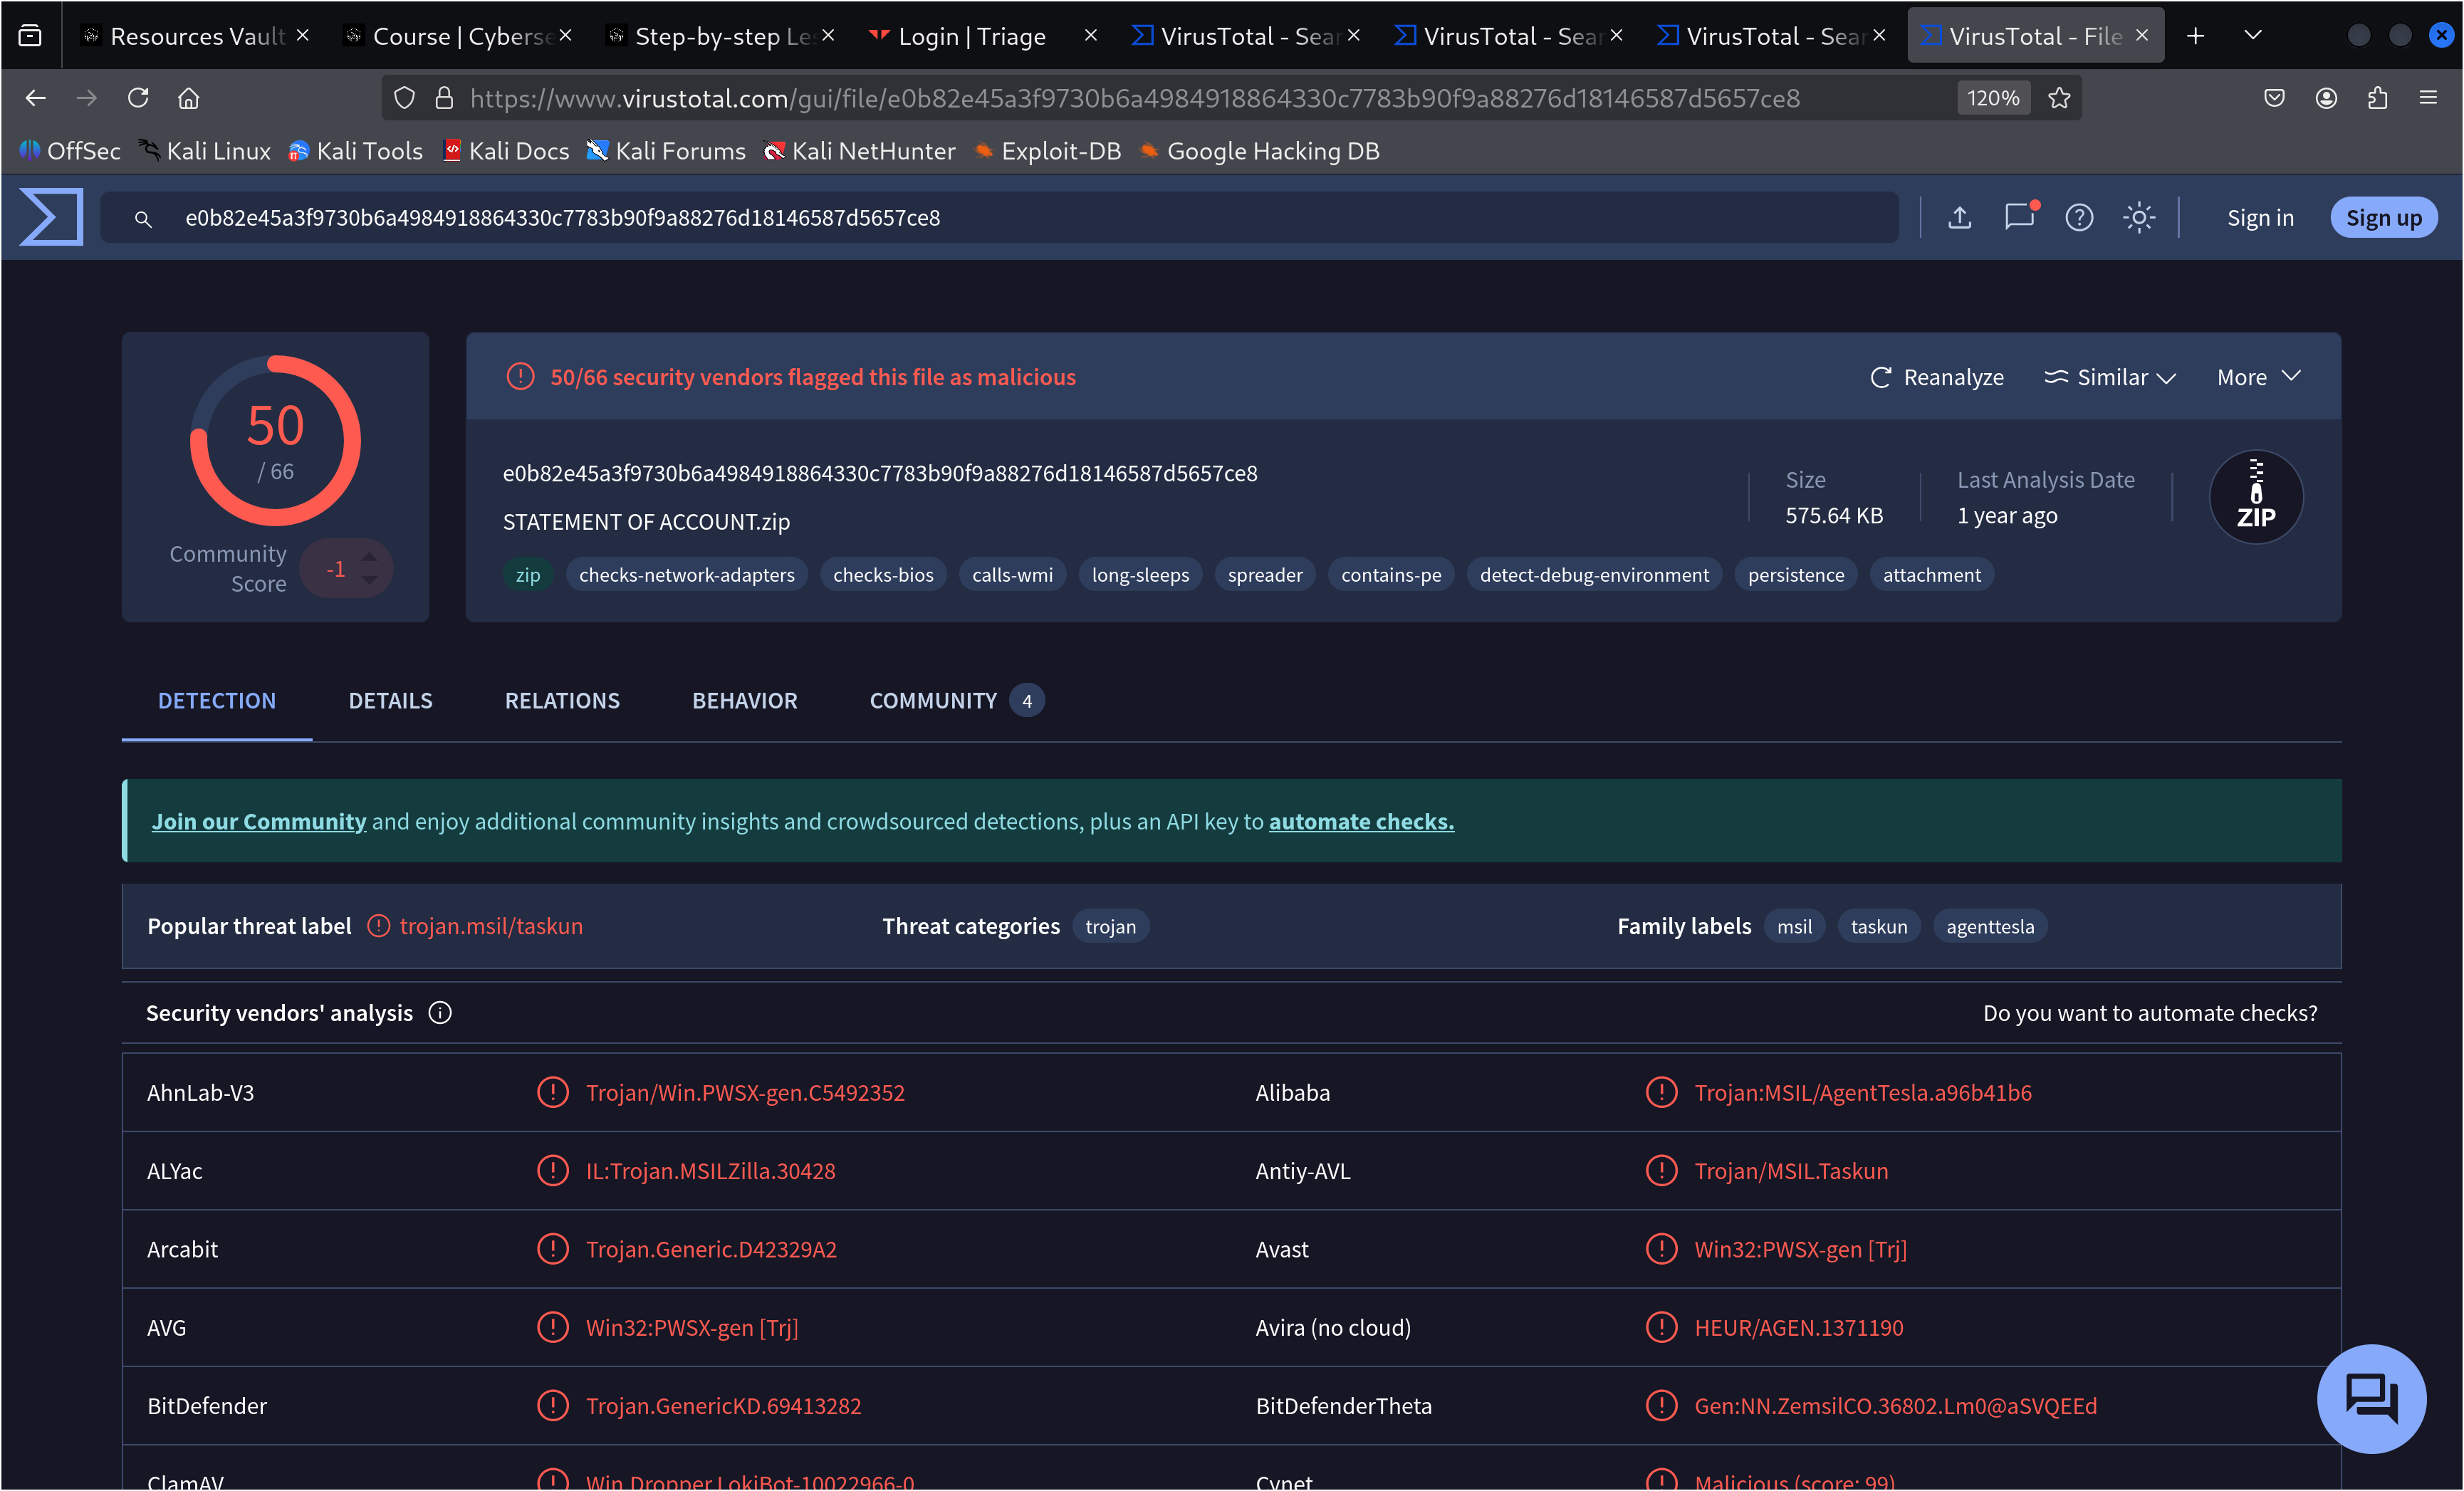 Resources Vault
Course | Cyberse
Step-by-step Les
Login | Triage
VirusTotal - Sear
VirusTotal - Sear
VirusTotal - Sear
VirusTotal - File
https://www.virustotal.com/gui/file/e0b82e45a3f9730b6a4984918864330c7783b90f9a88276d18146587d5657ce8
120%
OffSec
Kali Linux
Kali Tools
Kali Docs
Kali Forums
Kali NetHunter
Exploit-DB
Google Hacking DB
e0b82e45a3f9730b6a4984918864330c7783b90f9a88276d18146587d5657ce8
Sign in
Sign up
50
/ 66
Community
Score
-1
50/66 security vendors flagged this file as malicious
Reanalyze
Similar
More
e0b82e45a3f9730b6a4984918864330c7783b90f9a88276d18146587d5657ce8
STATEMENT OF ACCOUNT.zip
Size
575.64 KB
Last Analysis Date
1 year ago
ZIP
zip
checks-network-adapters
checks-bios
calls-wmi
long-sleeps
spreader
contains-pe
detect-debug-environment
persistence
attachment
DETECTION
DETAILS
RELATIONS
BEHAVIOR
COMMUNITY 4
Join our Community and enjoy additional community insights and crowdsourced detections, plus an API key to automate checks.
Popular threat label trojan.msil/taskun
Threat categories trojan
Family labels msil taskun agenttesla
Security vendors' analysis
Do you want to automate checks?
AhnLab-V3 Trojan/Win.PWSX-gen.C5492352
Alibaba Trojan:MSIL/AgentTesla.a96b41b6
ALYac IL:Trojan.MSILZilla.30428
Antiy-AVL Trojan/MSIL.Taskun
Arcabit Trojan.Generic.D42329A2
Avast Win32:PWSX-gen [Trj]
AVG Win32:PWSX-gen [Trj]
Avira (no cloud) HEUR/AGEN.1371190
BitDefender Trojan.GenericKD.69413282
BitDefenderTheta Gen:NN.ZemsilCO.36802.Lm0@aSVQEEd
ClamAV Win.Dropper.LokiBot-10022966-0
Cynet Malicious (score: 99)